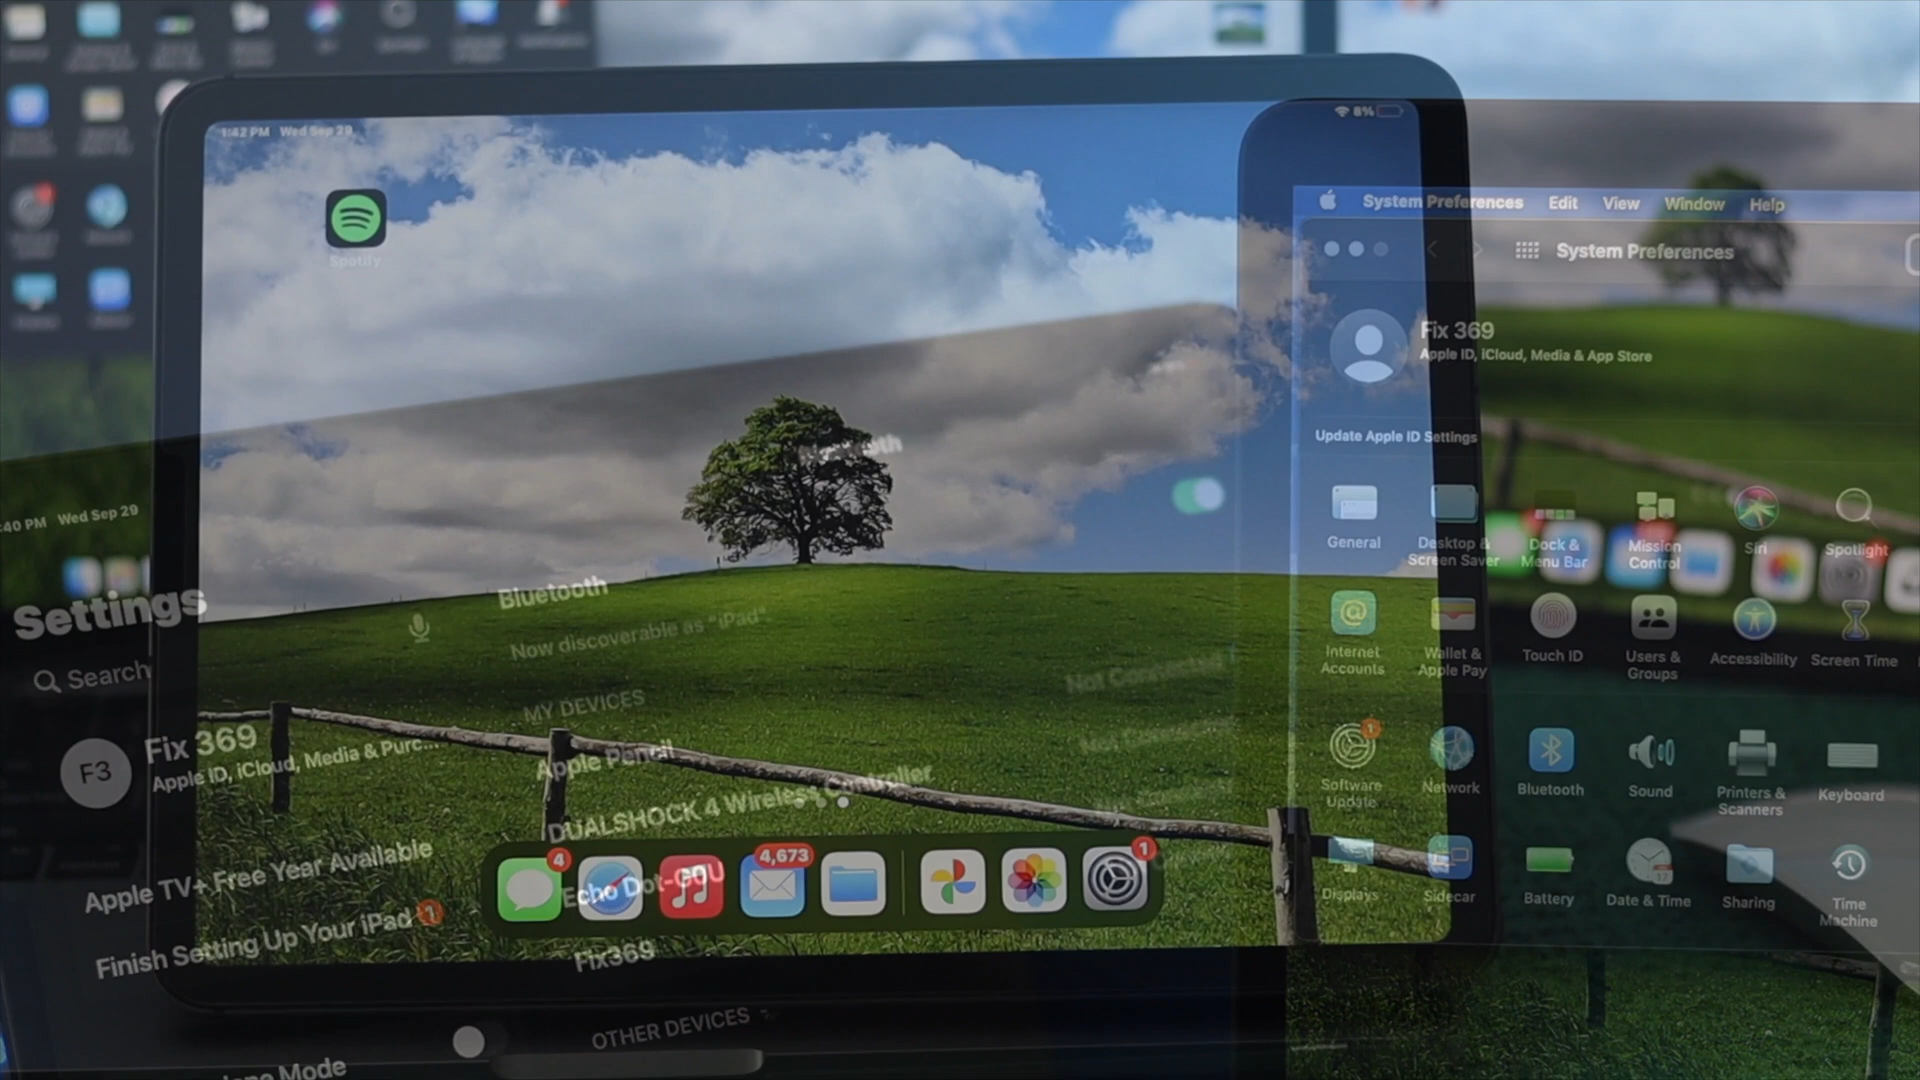 1:42 PM Wed Sep 29
8%
Spotify
System Preferences Edit View Window Help
System Preferences
Fix 369
Apple ID, iCloud, Media & App Store
Update Apple ID Settings
General
Desktop &
Screen Saver
Dock &
Menu Bar
Mission
Control
Siri
Spotlight
Internet
Accounts
Wallet &
Apple Pay
Touch ID
Users &
Groups
Accessibility
Screen Time
1
Software
Update
Network
Bluetooth
Sound
Printers &
Scanners
Keyboard
Displays
Sidecar
Battery
17
Date & Time
Sharing
Time
Machine
:40 PM Wed Sep 29
Settings
Search
F3
Fix 369
Apple ID, iCloud, Media & Purc...
Apple TV+ Free Year Available
Finish Setting Up Your iPad 1
Mode
Bluetooth
Now discoverable as "iPad"
MY DEVICES
Apple Pencil
DUALSHOCK 4 Wireless Controller
Echo Dot-G0U
Fix369
OTHER DEVICES
Not Connected
4
4,673
1